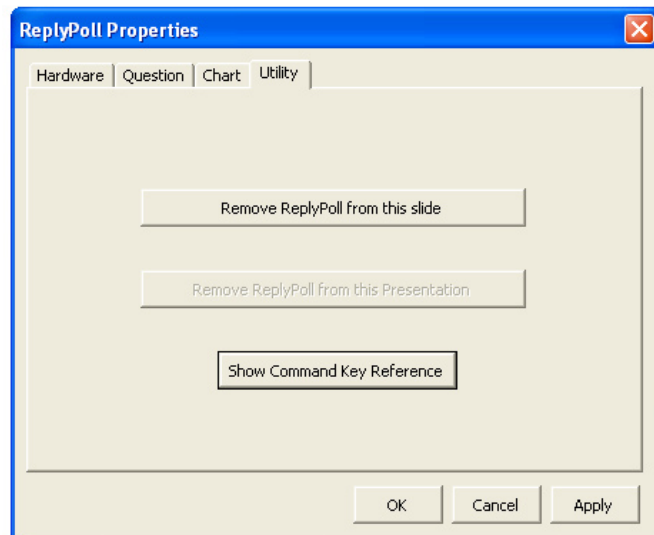 ReplyPoll Properties
Hardware Question Chart Utility
Remove ReplyPoll from this slide
Remove ReplyPoll from this Presentation
Show Command Key Reference
OK Cancel Apply